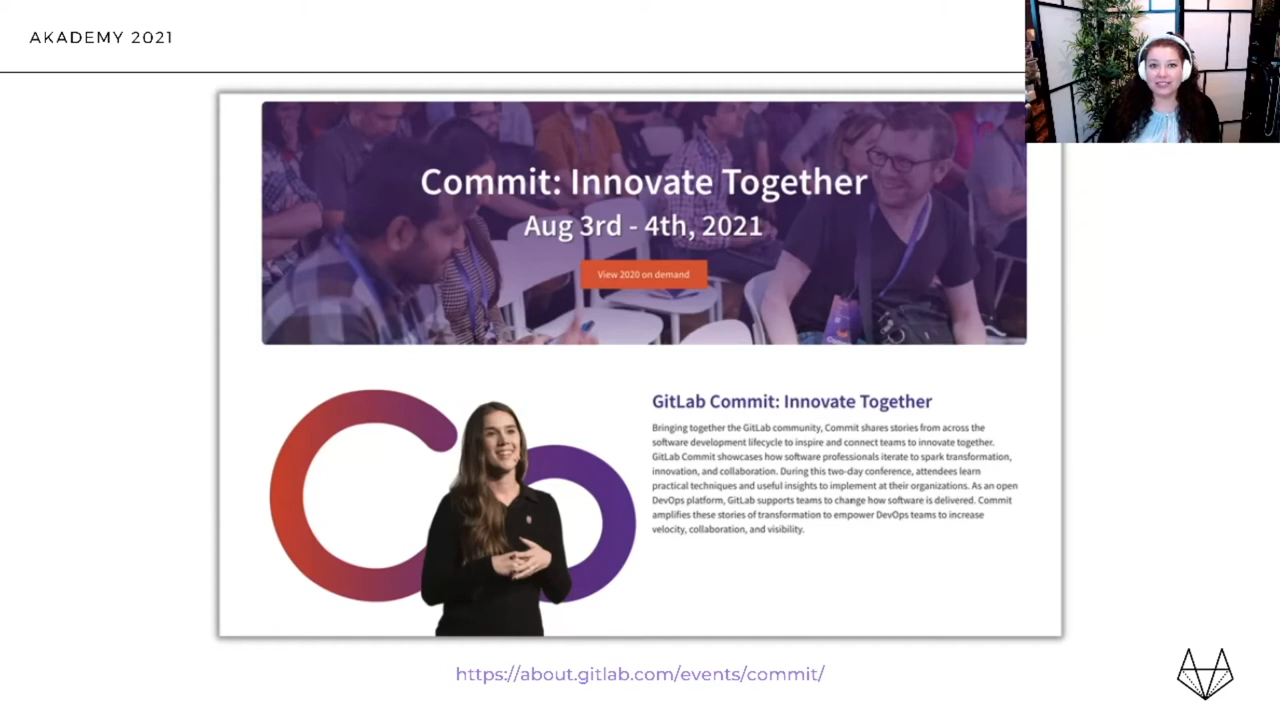 AKADEMY 2021
Commit: Innovate Together
Aug 3rd - 4th, 2021
View 2020 on demand
GitLab Commit: Innovate Together
Bringing together the GitLab community, Commit shares stories from across the
software development lifecycle to inspire and connect teams to innovate together.
GitLab Commit showcases how software professionals iterate to spark transformation,
innovation, and collaboration. During this two-day conference, attendees learn
practical techniques and useful insights to implement at their organizations. As an open
DevOps platform, GitLab supports teams to change how software is delivered. Commit
amplifies these stories of transformation to empower DevOps teams to increase
velocity, collaboration, and visibility.
https://about.gitlab.com/events/commit/